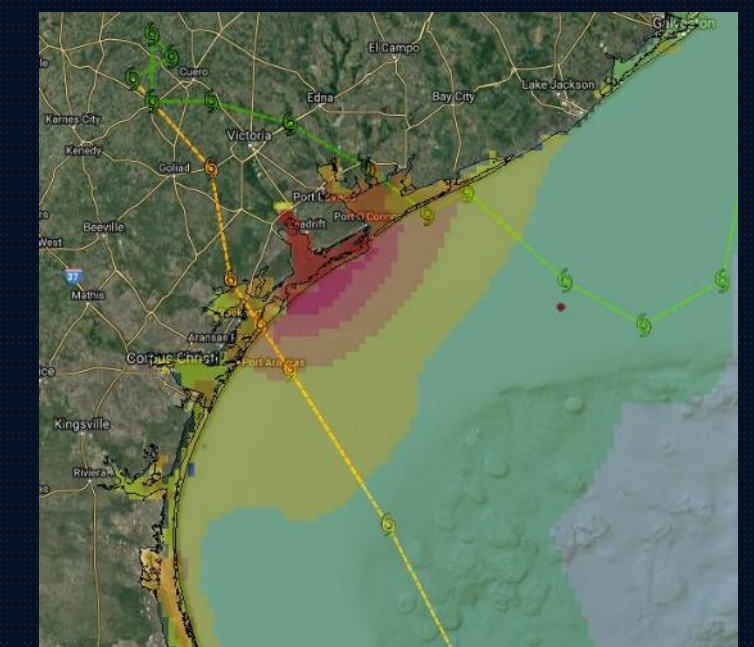 Galveston
El Campo
Cuero
Lake Jackson
Edna
Bay City
Karnes City
Victoria
Kenedy
Goliad
Port Lavaca
Port O'Connor
Seadrift
Beeville
37
Mathis
Aransas P
Corpus Christi
Port Aransas
Kingsville
Riviera